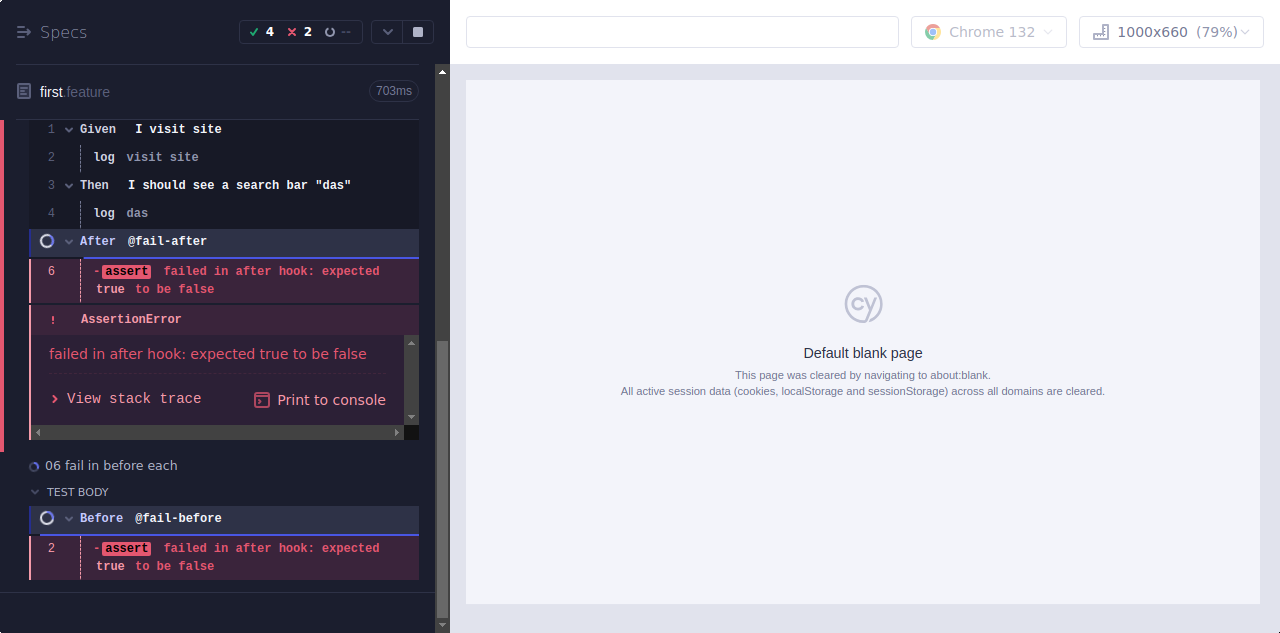 Specs
4 2 --
first.feature 703ms
1 Given I visit site
2 log visit site
3 Then I should see a search bar "das"
4 log das
After @fail-after
6 -assert failed in after hook: expected
true to be false
! AssertionError
failed in after hook: expected true to be false
View stack trace Print to console
06 fail in before each
TEST BODY
Before @fail-before
2 -assert failed in after hook: expected
true to be false
Chrome 132
1000x660 (79%)
cy
Default blank page
This page was cleared by navigating to about:blank.
All active session data (cookies, localStorage and sessionStorage) across all domains are cleared.